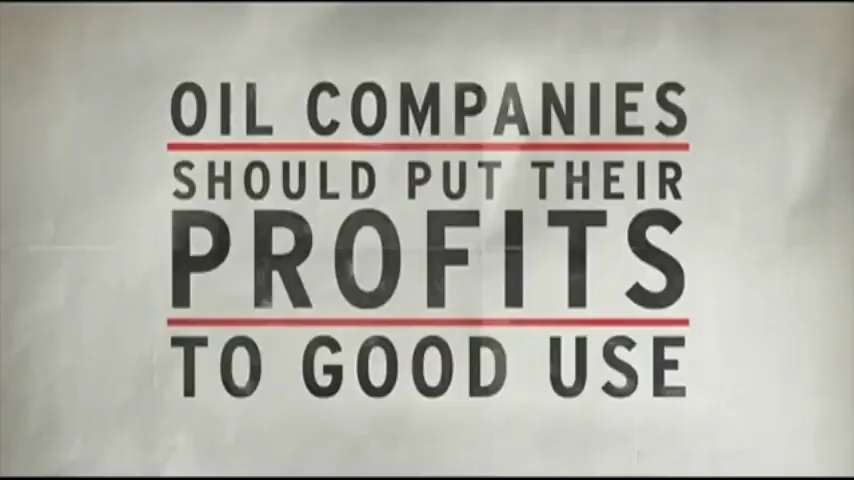 OIL COMPANIES
SHOULD PUT THEIR
PROFITS
TO GOOD USE